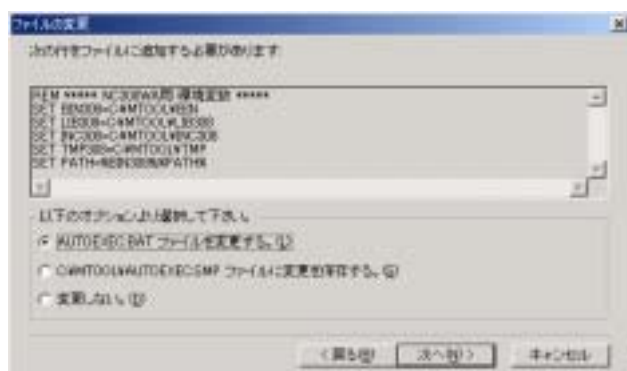 ファイルの変更
次の行をファイルに追加する必要があります:
REM ***** NC308WA用 環境変数 *****
SET BIN308=C:¥MTOOL¥BIN
SET LIB308=C:¥MTOOL¥LIB308
SET INC308=C:¥MTOOL¥INC308
SET TMP308=C:¥MTOOL¥TMP
SET PATH=%BIN308%;%PATH%
以下のオプションより選択して下さい。
AUTOEXEC.BAT ファイルを変更する。(L)
C:¥MTOOL¥AUTOEXEC.SMP ファイルに変更を保存する。(S)
変更しない。(D)
< 戻る(B)
次へ(N) >
キャンセル